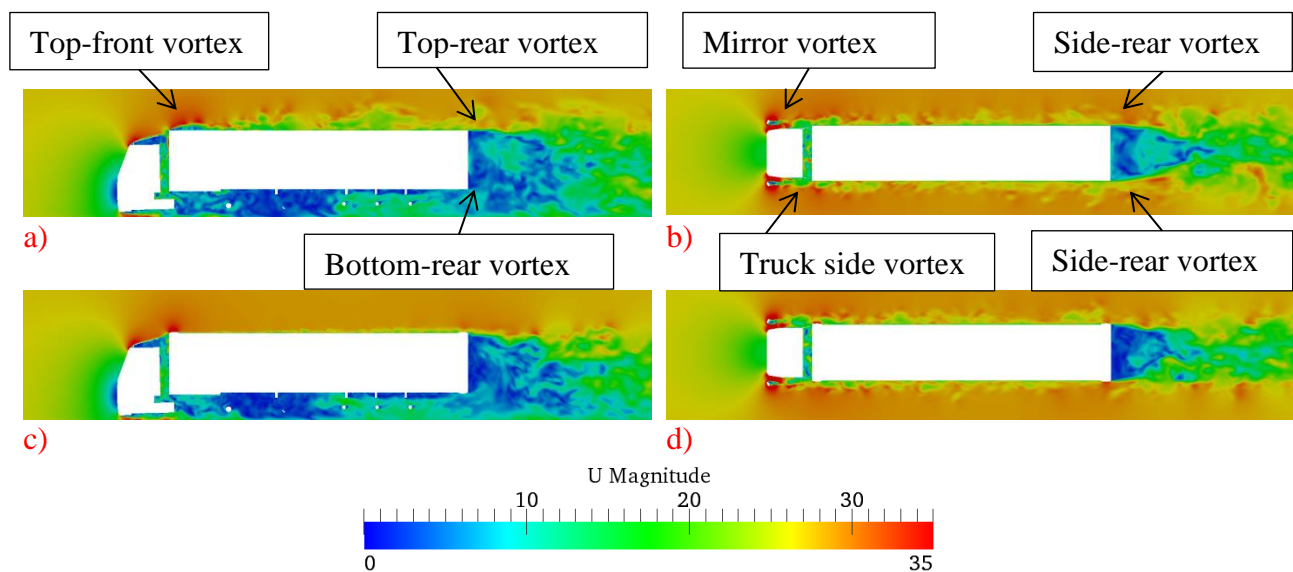 Top-front vortex
Top-rear vortex
Mirror vortex
Side-rear vortex
a)
b)
Bottom-rear vortex
Truck side vortex
Side-rear vortex
c)
d)
U Magnitude
10
20
30
0
35